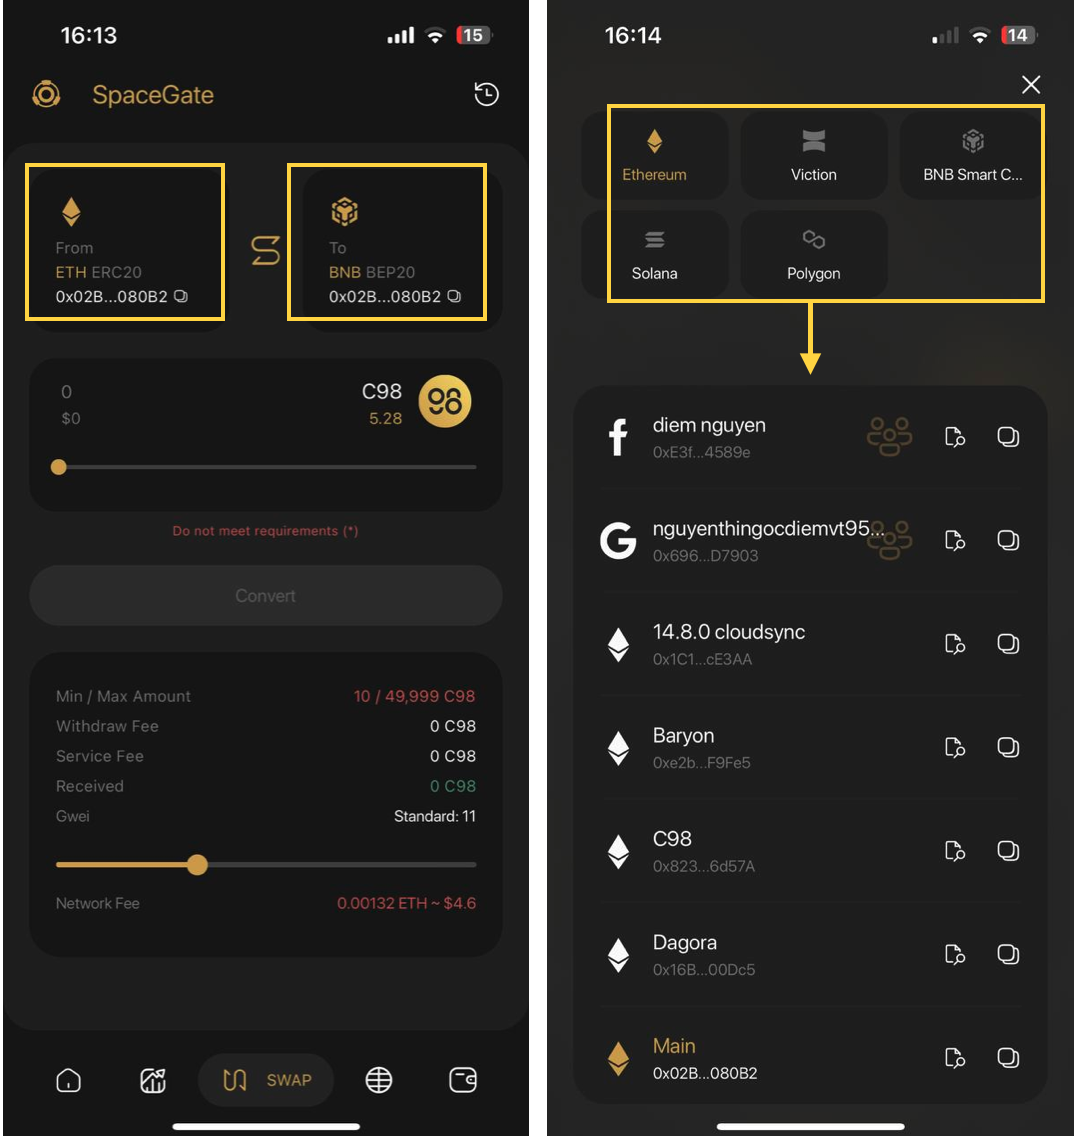 16:13
15
SpaceGate
From
ETH ERC20
0x02B...080B2
To
BNB BEP20
0x02B...080B2
0
$0
C98
5.28
98
Do not meet requirements (*)
Convert
Min / Max Amount
10 / 49,999 C98
Withdraw Fee
0 C98
Service Fee
0 C98
Received
0 C98
Gwei
Standard: 11
Network Fee
0.00132 ETH ~ $4.6
SWAP
16:14
14
Ethereum
Viction
BNB Smart C...
Solana
Polygon
diem nguyen
0xE3f...4589e
nguyenthingocdiemvt95...
0x696...D7903
14.8.0 cloudsync
0x1C1...cE3AA
Baryon
0xe2b...F9Fe5
C98
0x823...6d57A
Dagora
0x16B...00Dc5
Main
0x02B...080B2